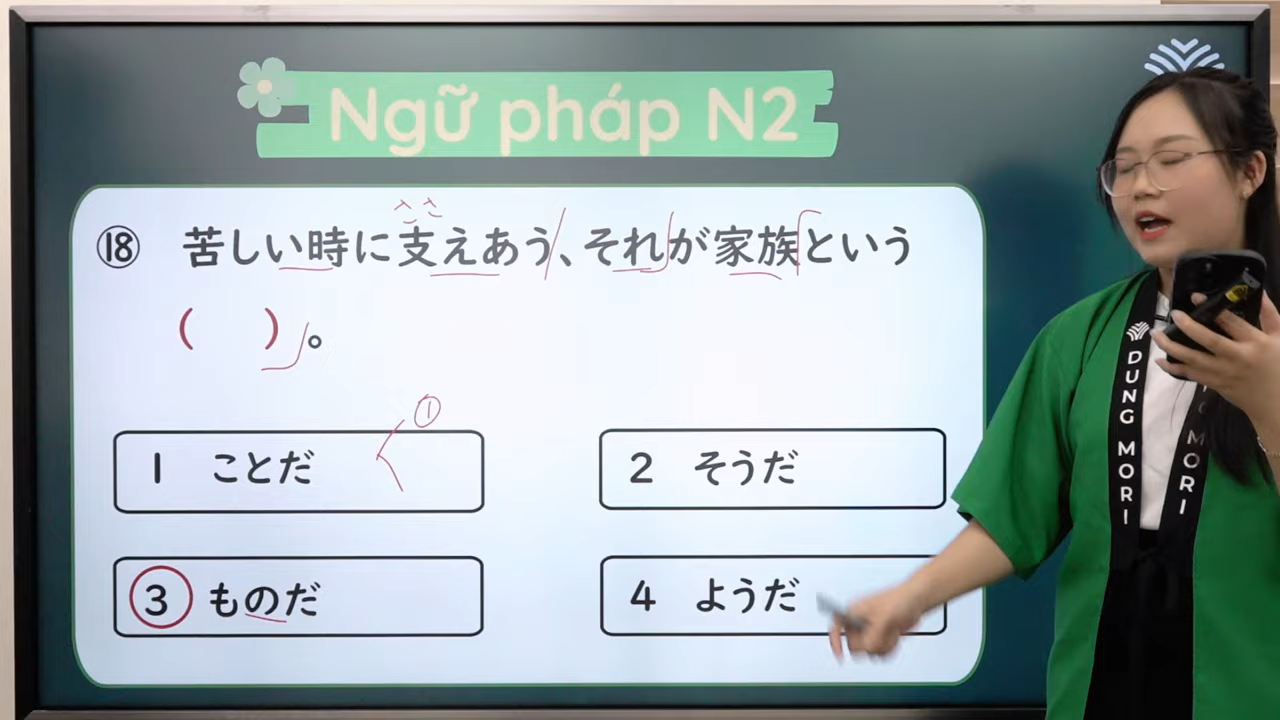 Ngữ pháp N2
⑱ 苦しい時に支えあう、それが家族という
( )。
①
1 ことだ
2 そうだ
3 ものだ
4 ようだ
DUNG MORI
MORI